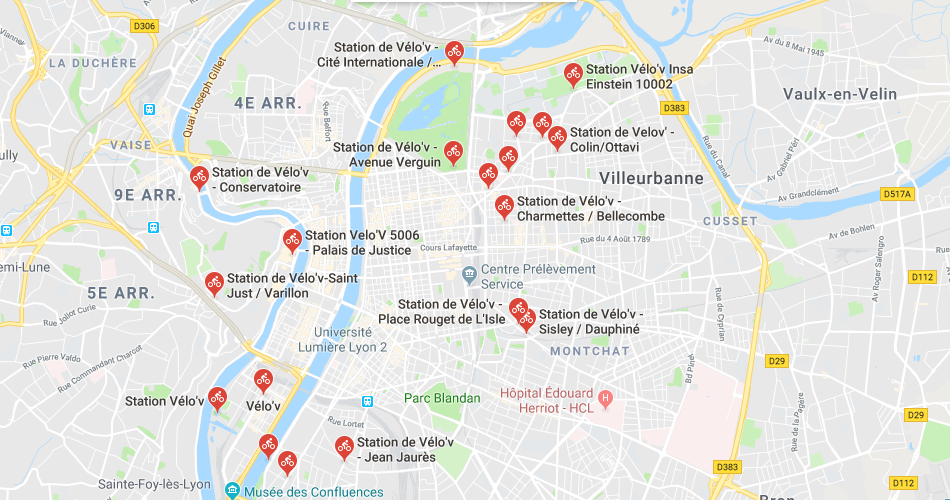 CUIRE
D306
LA DUCHÈRE
Quai Joseph Gillet
4E ARR.
Rue Belfort
VAISE
9E ARR.
Station de Vélo'v -
Cité Internationale /...
Station Vélo'v Insa
Einstein 10002
Av du 8 Mai 1945
D383
Vaulx-en-Velin
Station de Velov' -
Colin/Ottavi
Rue du Canal
Av Gabriel Péri
Station de Vélo'v -
Avenue Verguin
Station de Vélo'v
- Conservatoire
Villeurbanne
Av Grandclément
D517A
Station de Vélo'v -
Charmettes / Bellecombe
CUSSET
Av de Bohlen
Station Velo'V 5006
- Palais de Justice
Cours Lafayette
Rue du 4 Août 1789
Av Roger Salengro
Centre Prélèvement
Service
D112
Station de Vélo'v-Saint
Just / Varillon
5E ARR.
Rue Joliot Curie
Station de Vélo'v -
Place Rouget de L'Isle
Station de Vélo'v -
Sisley / Dauphiné
Rue de Cyprian
Université
Lumière Lyon 2
MONTCHAT
Rue Pierre Valdo
Rue Commandant Charcot
Bd Pinel
D29
Parc Blandan
Hôpital Édouard
Herriot - HCL
H
Station Vélo'v
Vélo'v
Rue Lortet
Rue de la Pagère
D29
Station de Vélo'v
- Jean Jaurès
D383
D112
Sainte-Foy-lès-Lyon
Musée des Confluences
Bron